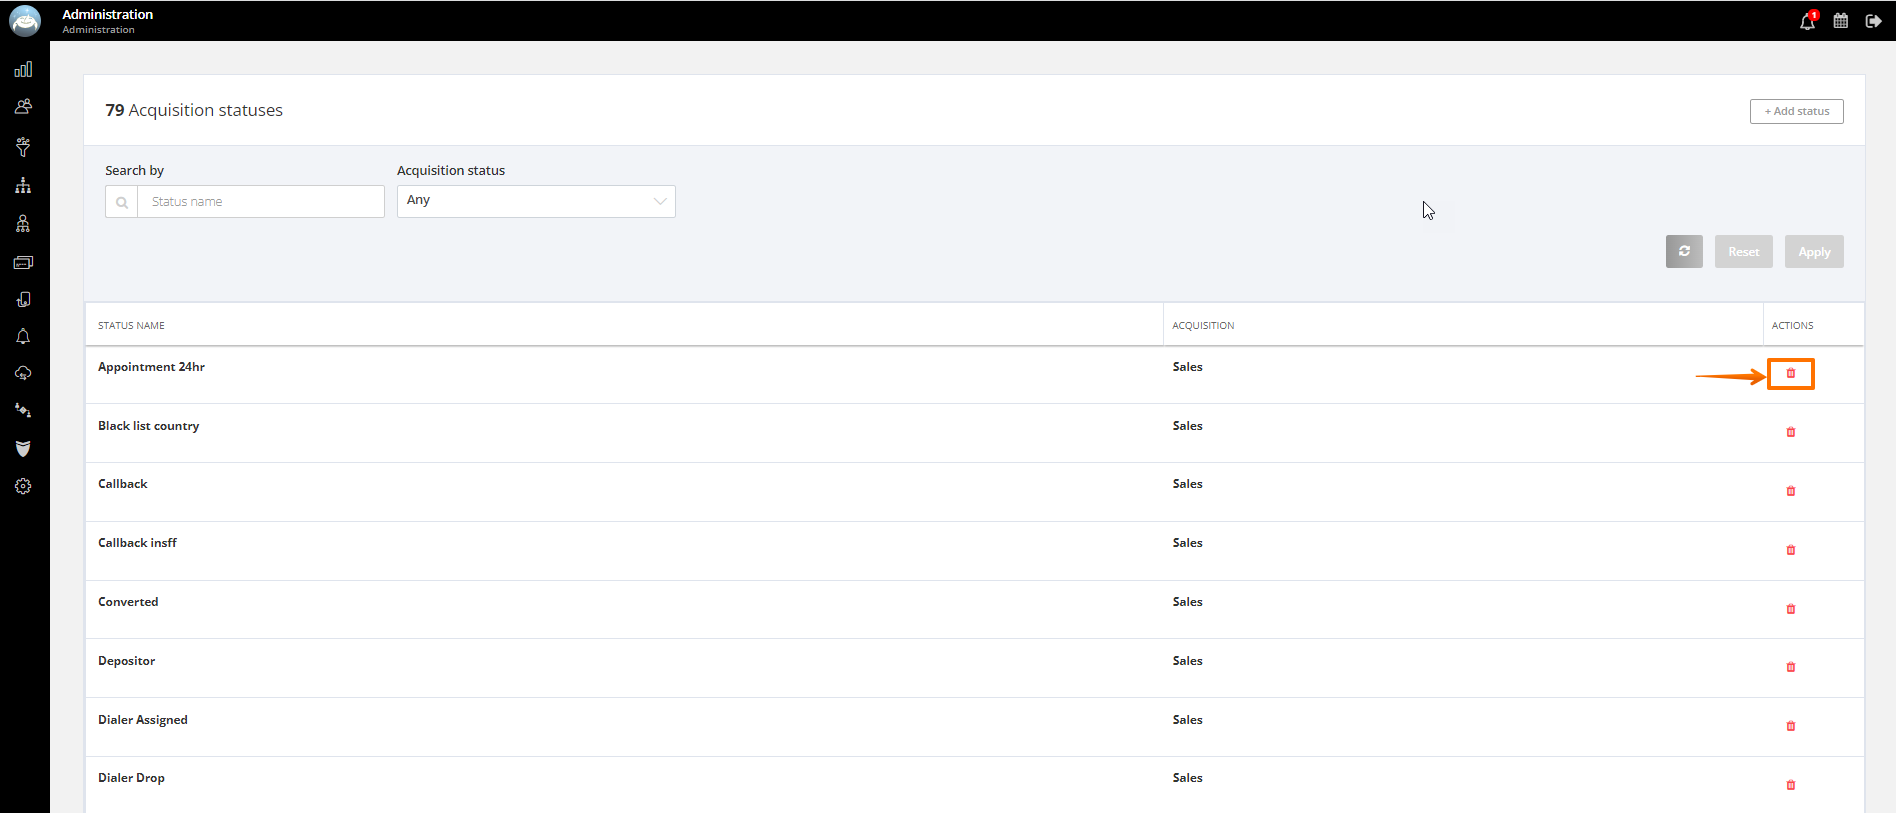 Administration
Administration
1
79 Acquisition statuses
+ Add status
Search by
Acquisition status
Status name
Any
Reset
Apply
STATUS NAME
ACQUISITION
ACTIONS
Appointment 24hr
Sales
Black list country
Sales
Callback
Sales
Callback insff
Sales
Converted
Sales
Depositor
Sales
Dialer Assigned
Sales
Dialer Drop
Sales